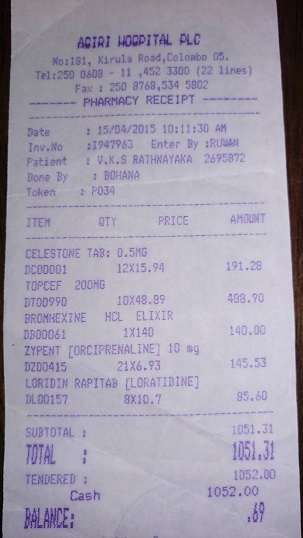 ASIRI HOSPITAL PLC
No:181, Kirula Road,Colombo 05.
Tel:250 0608 - 11 ,452 3300 (22 lines)
Fax : 250 8768,534 5802
-------- PHARMACY RECEIPT --------
Date : 15/04/2015 10:11:30 AM
Inv.No :I947963 Enter By :RUWAN
Patient : V.K.S RATHNAYAKA 2695872
Done By : BOHANA
Token : P034
ITEM QTY PRICE AMOUNT
CELESTONE TAB: 0.5MG
DC00001 12X15.94 191.28
TOPCEF 200MG
DT00990 10X48.89 488.90
BROMHEXINE HCL ELIXIR
DB00061 1X140 140.00
ZYPENT [ORCIPRENALINE] 10 mg
DZ00415 21X6.93 145.53
LORIDIN RAPITAB [LORATIDINE]
DL00157 8X10.7 85.60
SUBTOTAL : 1051.31
TOTAL : 1051.31
TENDERED : 1052.00
Cash 1052.00
BALANCE: .69